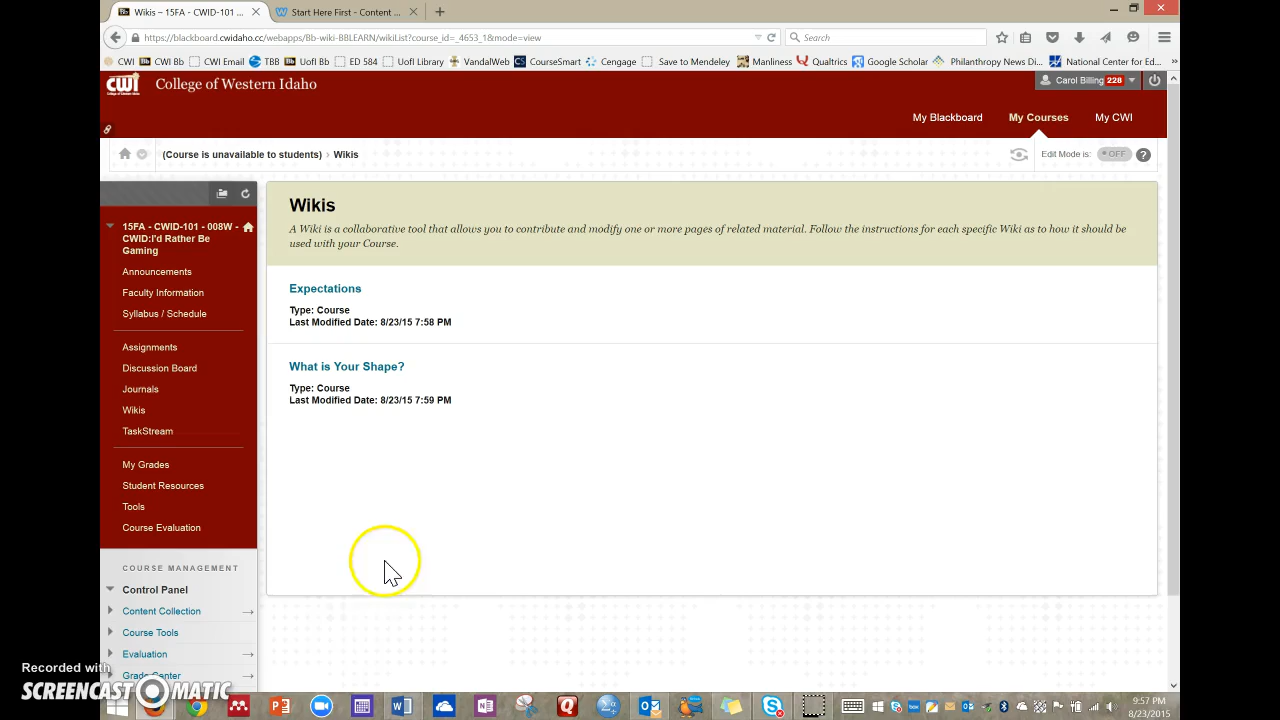 Wikis – 15FA - CWID-101 ...
Start Here First - Content ...
https://blackboard.cwidaho.cc/webapps/Bb-wiki-BBLEARN/wikiList?course_id=_4653_1&mode=view
Search
CWI
CWI Bb
CWI Email
TBB
UofI BB
ED 584
UofI Library
VandalWeb
CourseSmart
Cengage
Save to Mendeley
Manliness
Qualtrics
Google Scholar
Philanthropy News Di...
National Center for Ed...
CWI
College of Western Idaho
Carol Billing 228
My Blackboard
My Courses
My CWI
(Course is unavailable to students) › Wikis
Edit Mode is: OFF ?
15FA - CWID-101 - 008W -
CWID:I'd Rather Be
Gaming
Announcements
Faculty Information
Syllabus / Schedule
Assignments
Discussion Board
Journals
Wikis
TaskStream
My Grades
Student Resources
Tools
Course Evaluation
COURSE MANAGEMENT
Control Panel
Content Collection
Course Tools
Evaluation
Grade Center
Wikis
A Wiki is a collaborative tool that allows you to contribute and modify one or more pages of related material. Follow the instructions for each specific Wiki as to how it should be
used with your Course.
Expectations
Type: Course
Last Modified Date: 8/23/15 7:58 PM
What is Your Shape?
Type: Course
Last Modified Date: 8/23/15 7:59 PM
Recorded with
SCREENCAST-O-MATIC
9:57 PM
8/23/2015